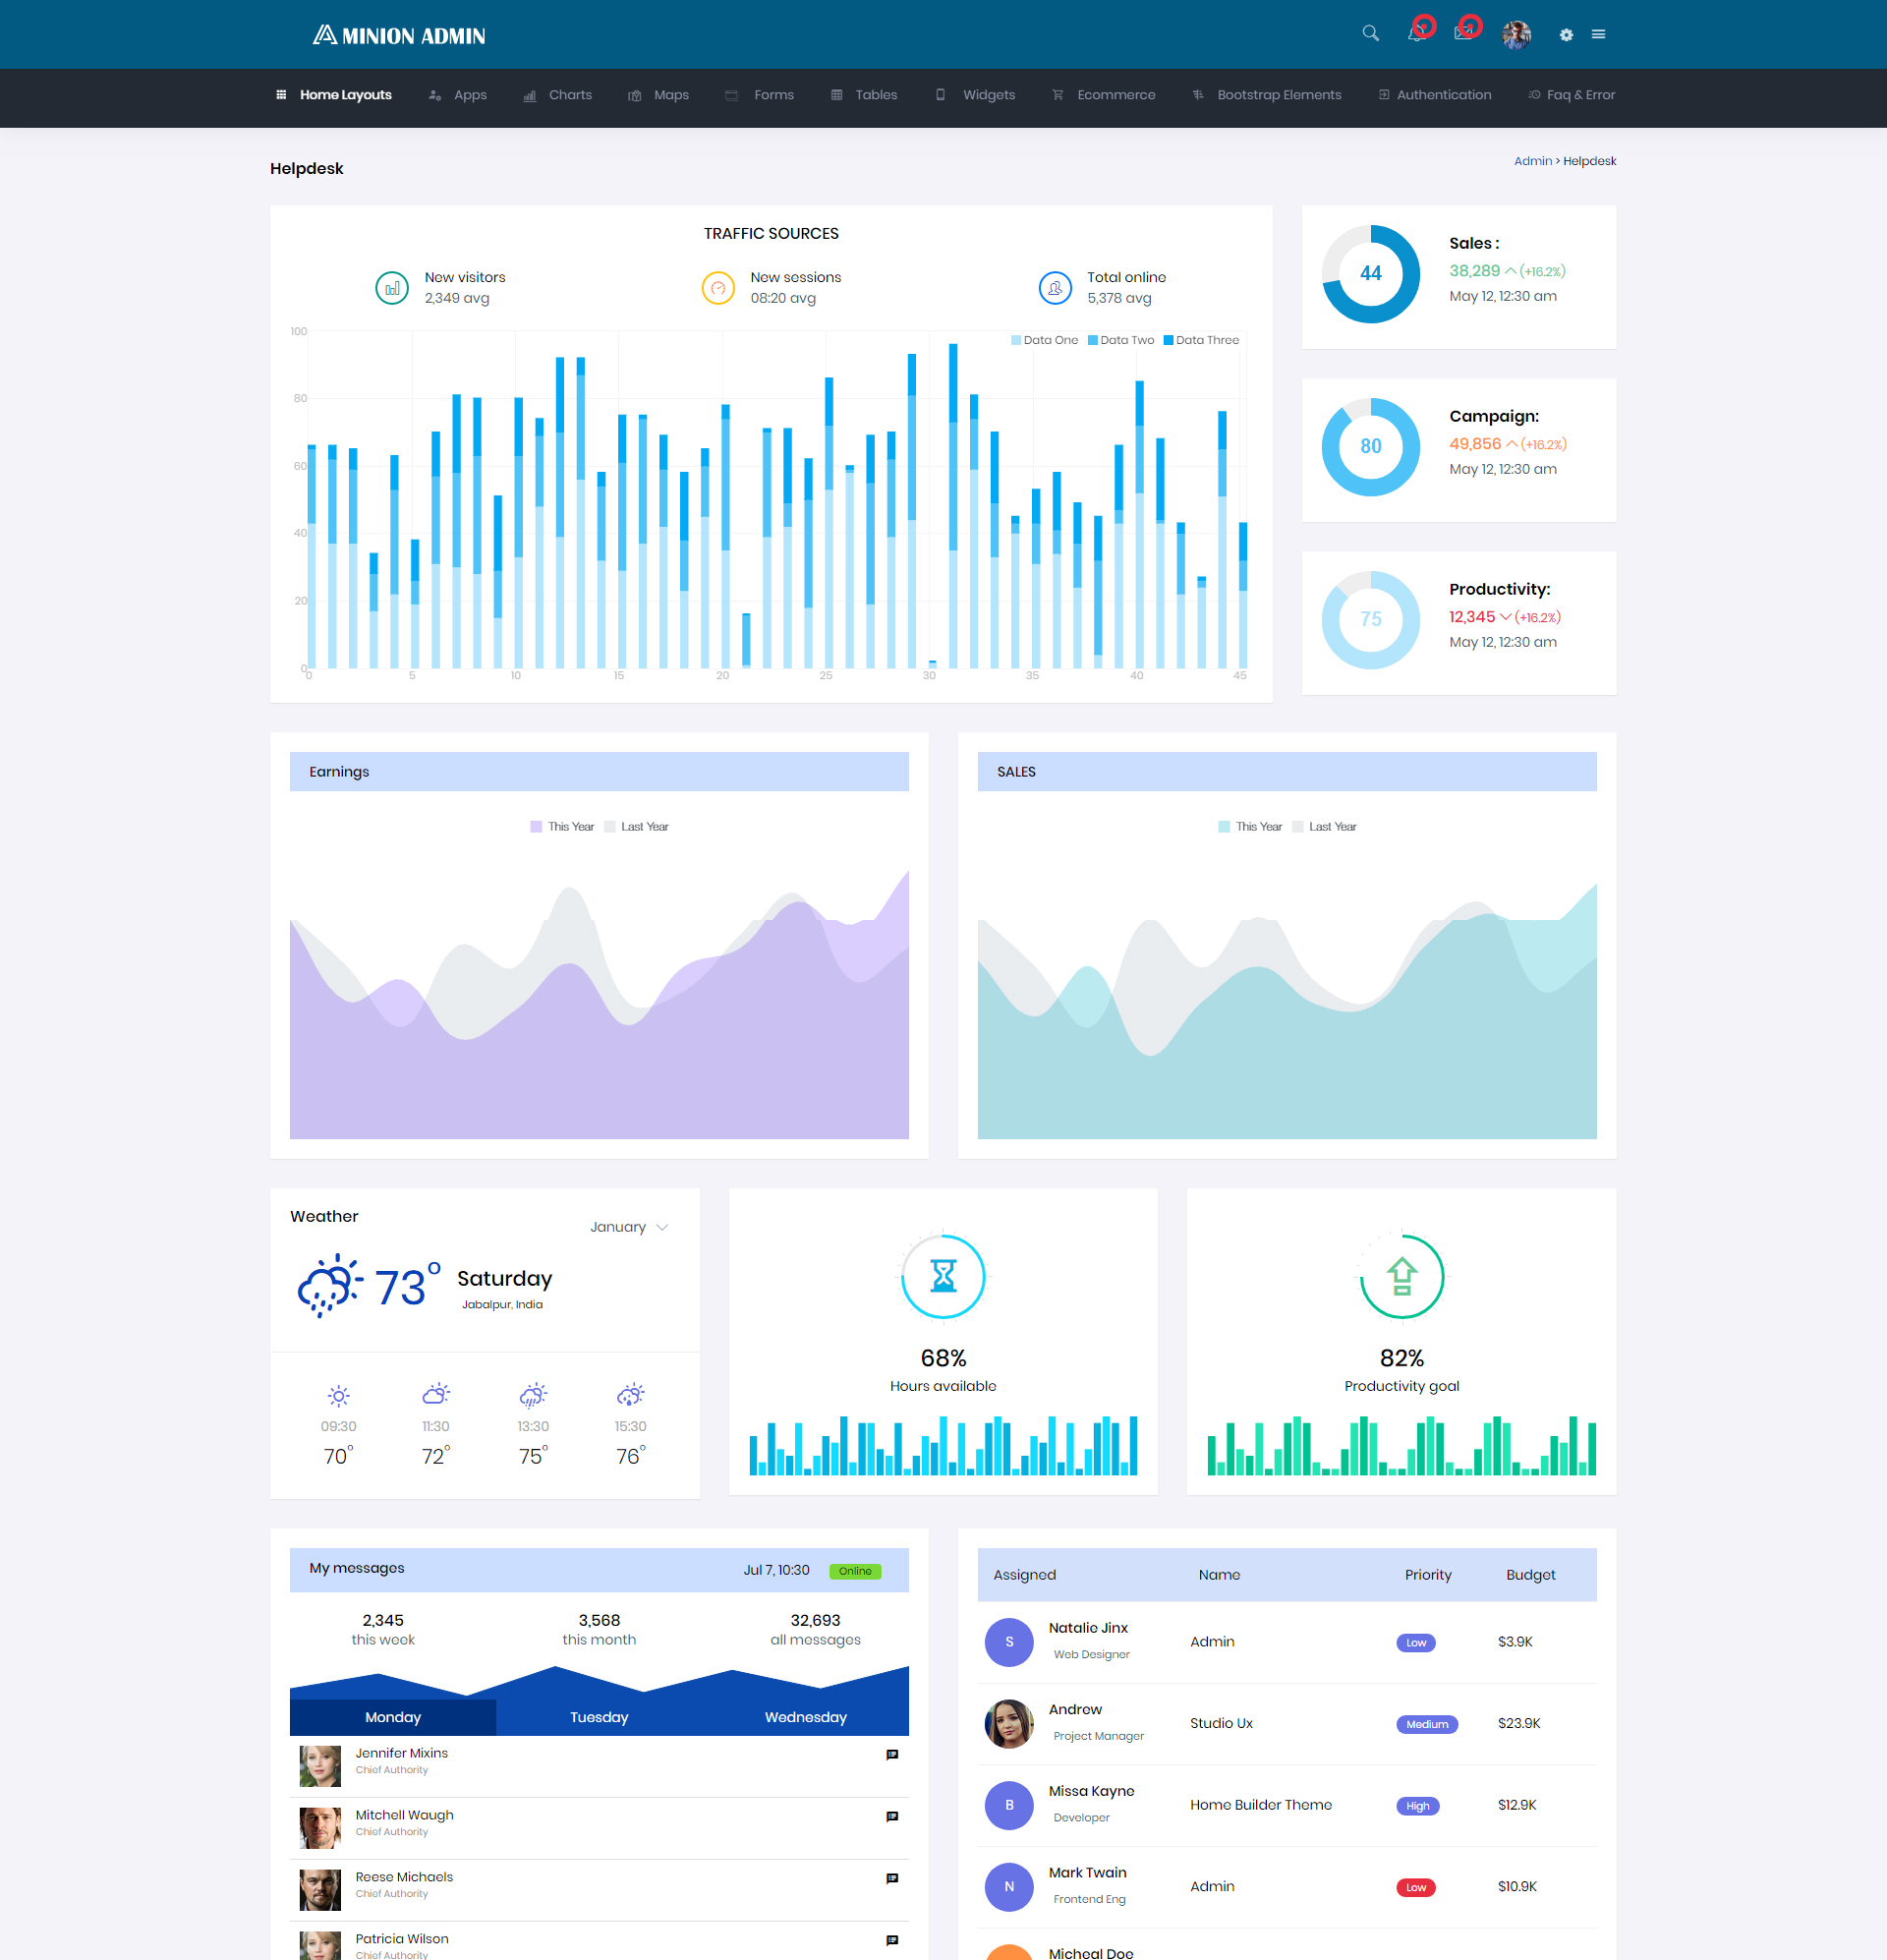 MINION ADMIN
Home Layouts Apps Charts Maps Forms Tables Widgets Ecommerce Bootstrap Elements Authentication Faq & Error
Helpdesk
Admin > Helpdesk
TRAFFIC SOURCES
New visitors
2,349 avg
New sessions
08:20 avg
Total online
5,378 avg
Data One Data Two Data Three
100
80
60
40
20
0
0 5 10 15 20 25 30 35 40 45
44
Sales :
38,289 (+16.2%)
May 12, 12:30 am
80
Campaign:
49,856 (+16.2%)
May 12, 12:30 am
75
Productivity:
12,345 (+16.2%)
May 12, 12:30 am
Earnings
This Year Last Year
SALES
This Year Last Year
Weather
January
73°
Saturday
Jabalpur, India
09:30 11:30 13:30 15:30
70° 72° 75° 76°
68%
Hours available
82%
Productivity goal
My messages
Jul 7, 10:30 Online
2,345 3,568 32,693
this week this month all messages
Monday Tuesday Wednesday
Jennifer Mixins
Chief Authority
Mitchell Waugh
Chief Authority
Reese Michaels
Chief Authority
Patricia Wilson
Chief Authority
Assigned Name Priority Budget
S Natalie Jinx
Web Designer
Admin Low $3.9K
Andrew
Project Manager
Studio Ux Medium $23.9K
B Missa Kayne
Developer
Home Builder Theme High $12.9K
N Mark Twain
Frontend Eng
Admin Low $10.9K
Micheal Doe